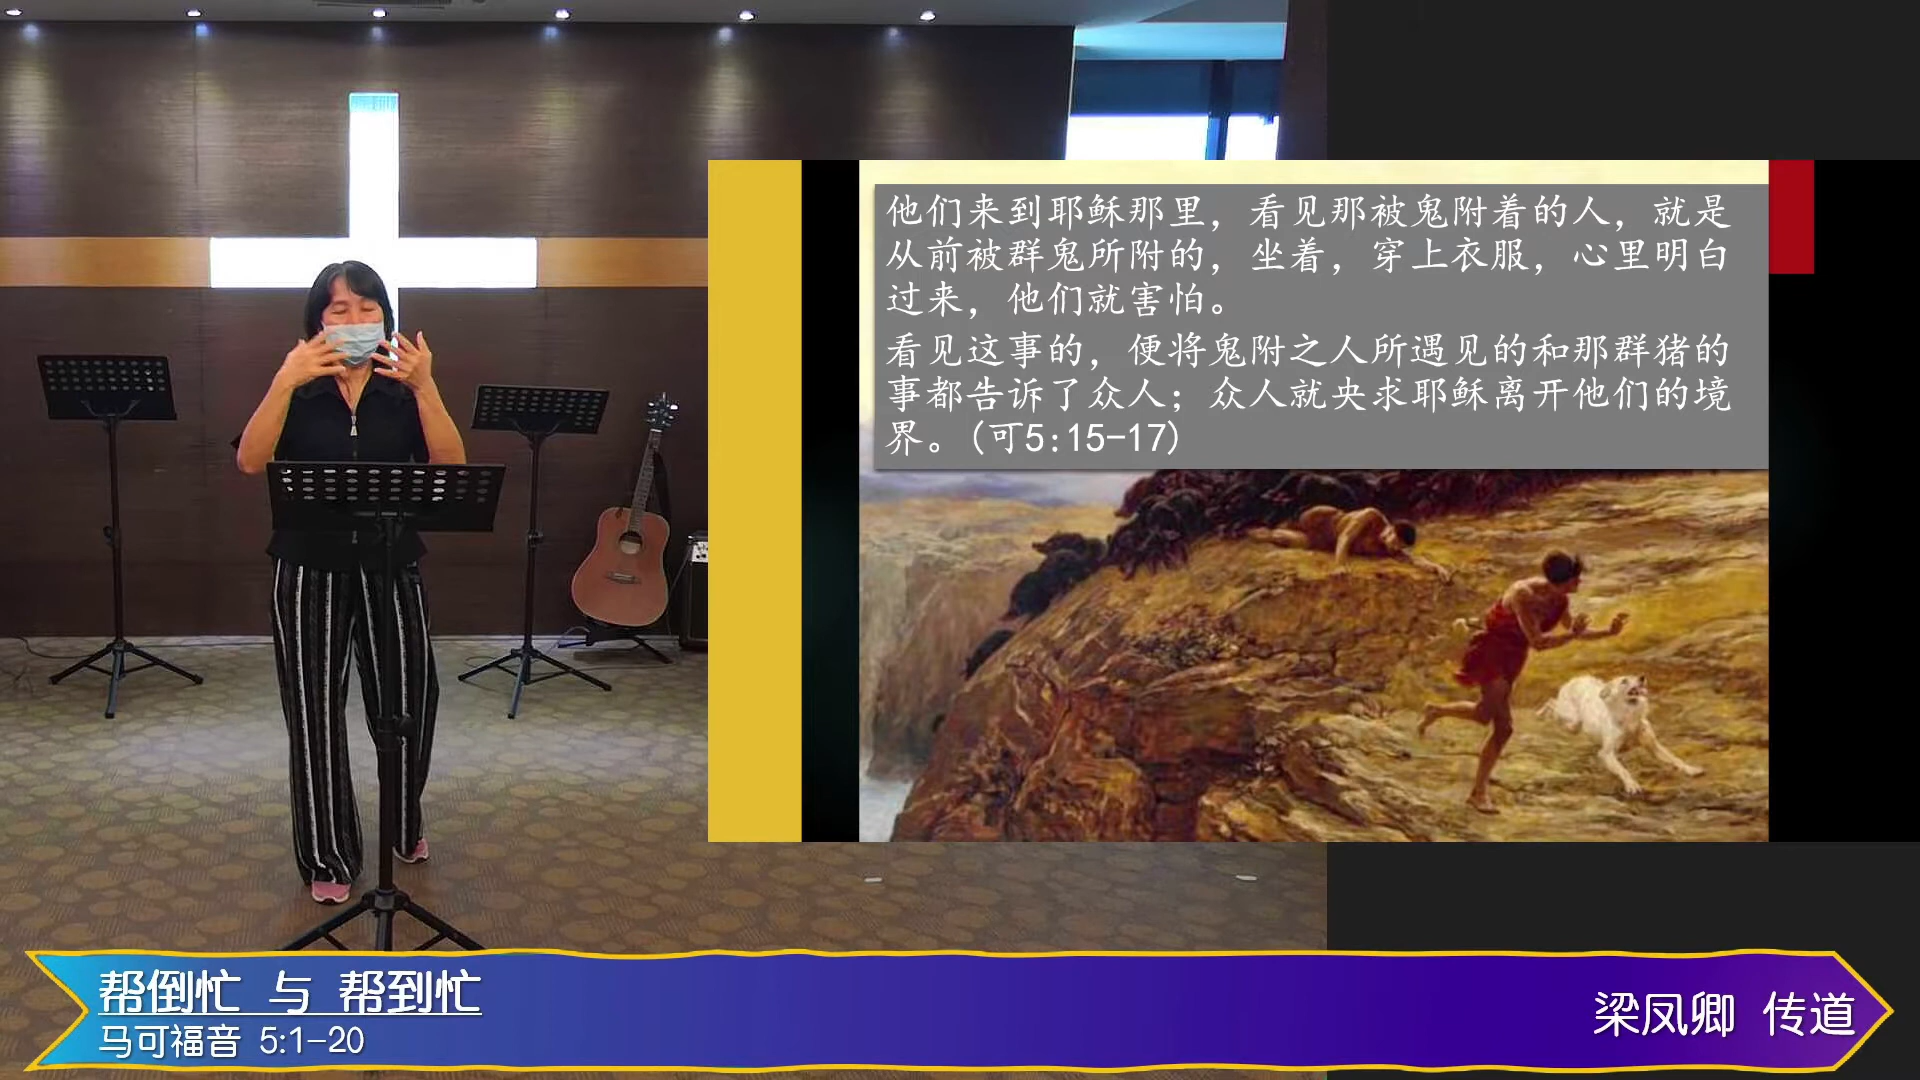 他们来到耶稣那里，看见那被鬼附着的人，就是
从前被群鬼所附的，坐着，穿上衣服，心里明白
过来，他们就害怕。
看见这事的，便将鬼附之人所遇见的和那群猪的
事都告诉了众人；众人就央求耶稣离开他们的境
界。(可5:15-17)
帮倒忙 与 帮到忙
马可福音 5:1-20
梁凤卿 传道